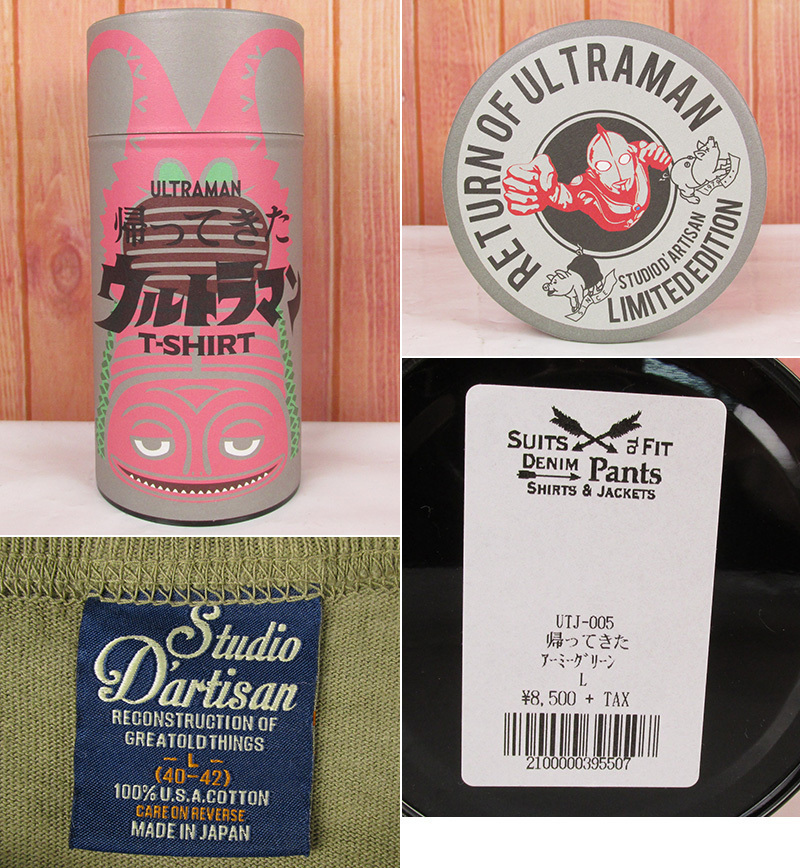 ULTRAMAN
帰ってきた
ウルトラマン
T-SHIRT
RETURN OF ULTRAMAN
STUDIO D'ARTISAN
LIMITED EDITION
Studio
D'artisan
RECONSTRUCTION OF
GREATOLDTHINGS
- L -
(40-42)
100% U.S.A.COTTON
CARE ON REVERSE
MADE IN JAPAN
SUITS to FIT
DENIM Pants
SHIRTS & JACKETS
UTJ-005
帰ってきた
ｱｰﾐｰｸﾞﾘｰﾝ
L
¥8,500 + TAX
2100000395507